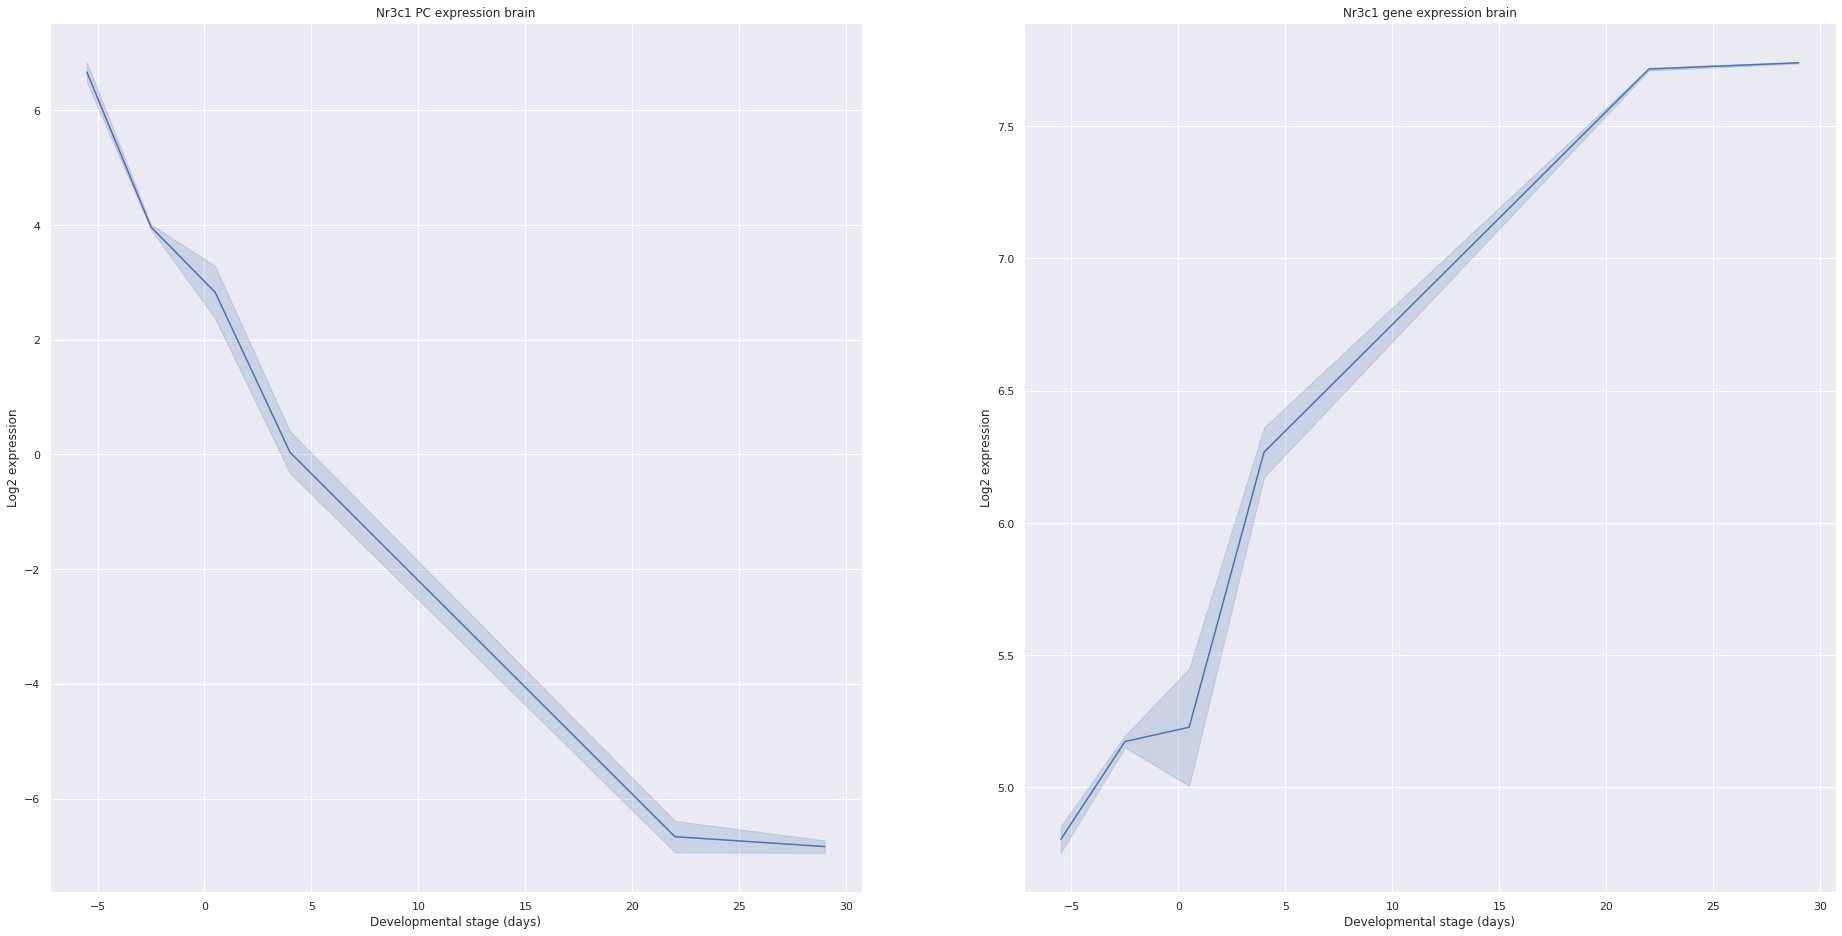 Nr3c1 PC expression brain
Log2 expression
6
4
2
0
−2
−4
−6
−5 0 5 10 15 20 25 30
Developmental stage (days)
Nr3c1 gene expression brain
Log2 expression
7.5
7.0
6.5
6.0
5.5
5.0
−5 0 5 10 15 20 25 30
Developmental stage (days)